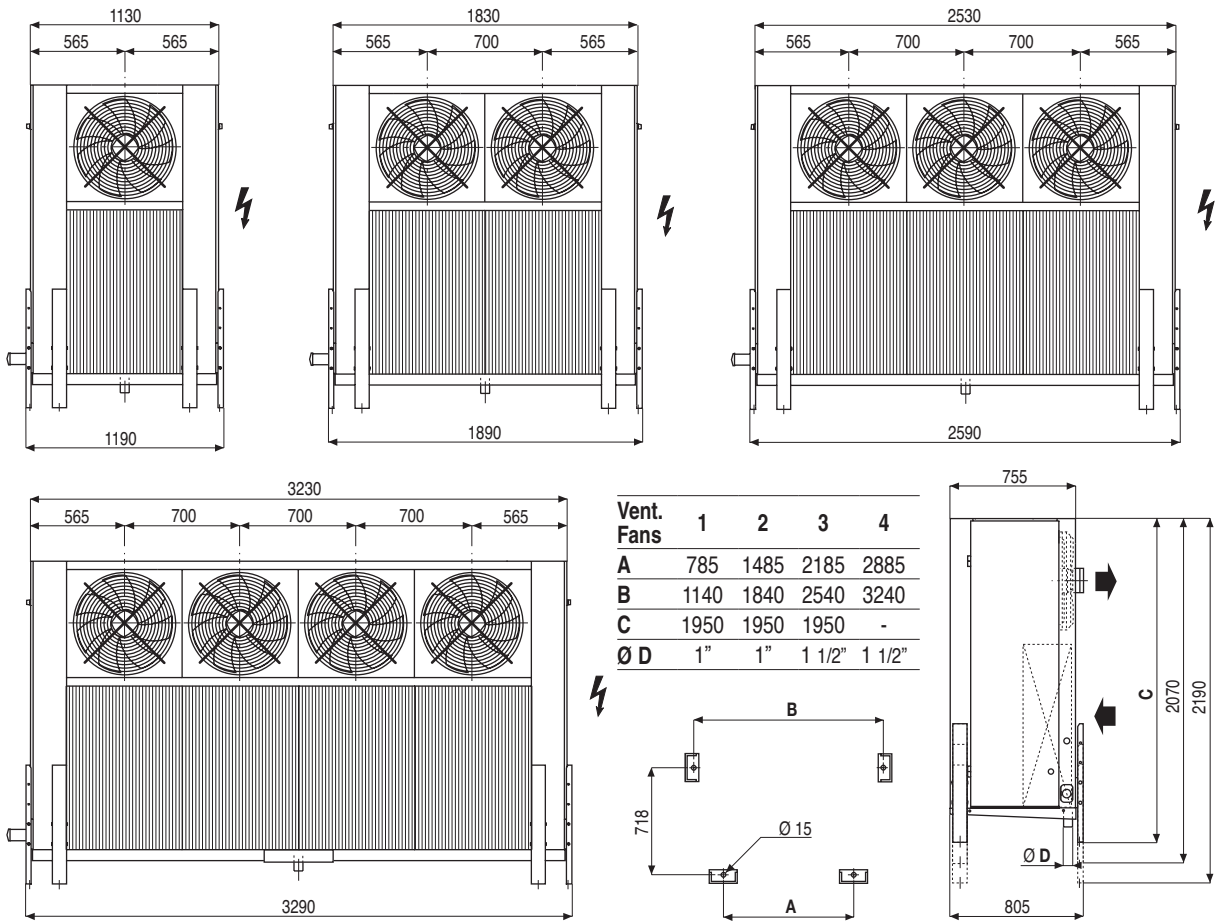 1130
565 565
1190
1830
565 700 565
1890
2530
565 700 700 565
2590
3230
565 700 700 700 565
3290
Vent. Fans 1 2 3 4
A 785 1485 2185 2885
B 1140 1840 2540 3240
C 1950 1950 1950 -
Ø D 1” 1” 1 1/2” 1 1/2”
B
718
Ø 15
A
755
C
2070
2190
Ø D
805